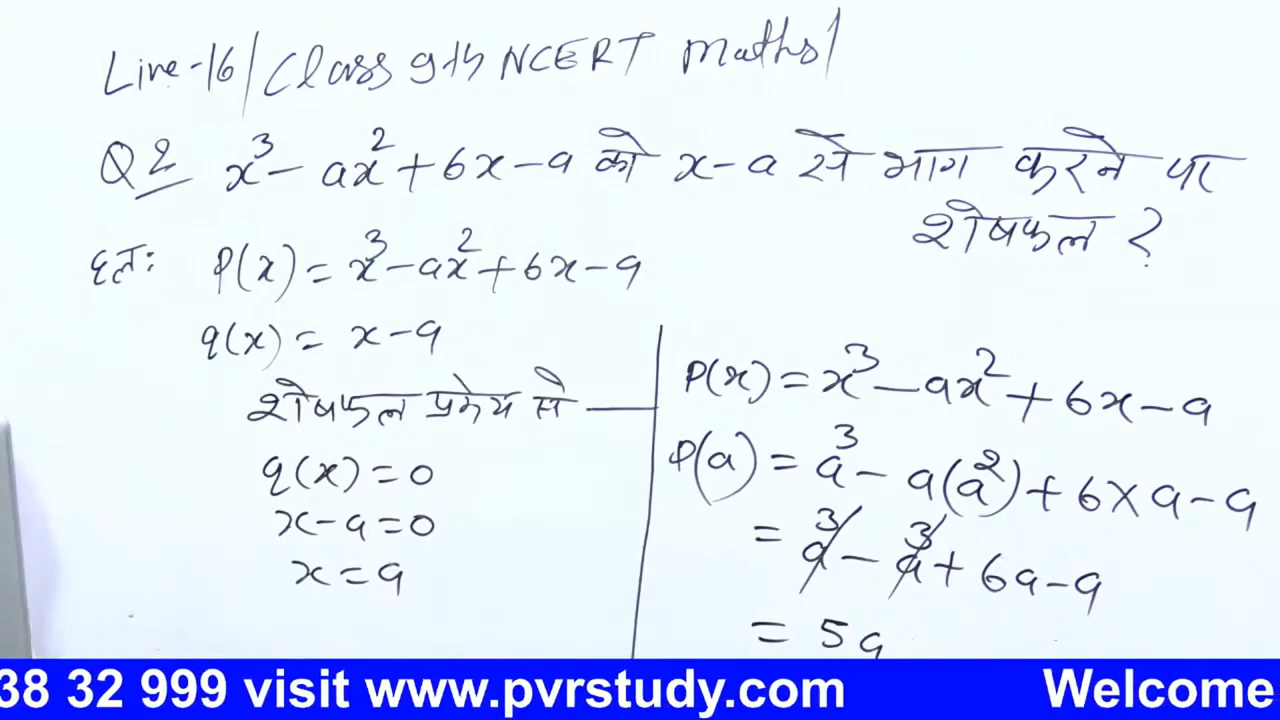 Live-16/Class 9th NCERT Maths/
Q2 x³ - ax² + 6x - a को x - a से भाग करने पर
शेषफल ?
हल: P(x) = x³ - ax² + 6x - a
q(x) = x - a
शेषफल प्रमेय से
q(x) = 0
x - a = 0
x = a
P(x) = x³ - ax² + 6x - a
P(a) = a³ - a(a²) + 6 × a - a
= a³ - a³ + 6a - a
= 5a
38 32 999 visit www.pvrstudy.com Welcome